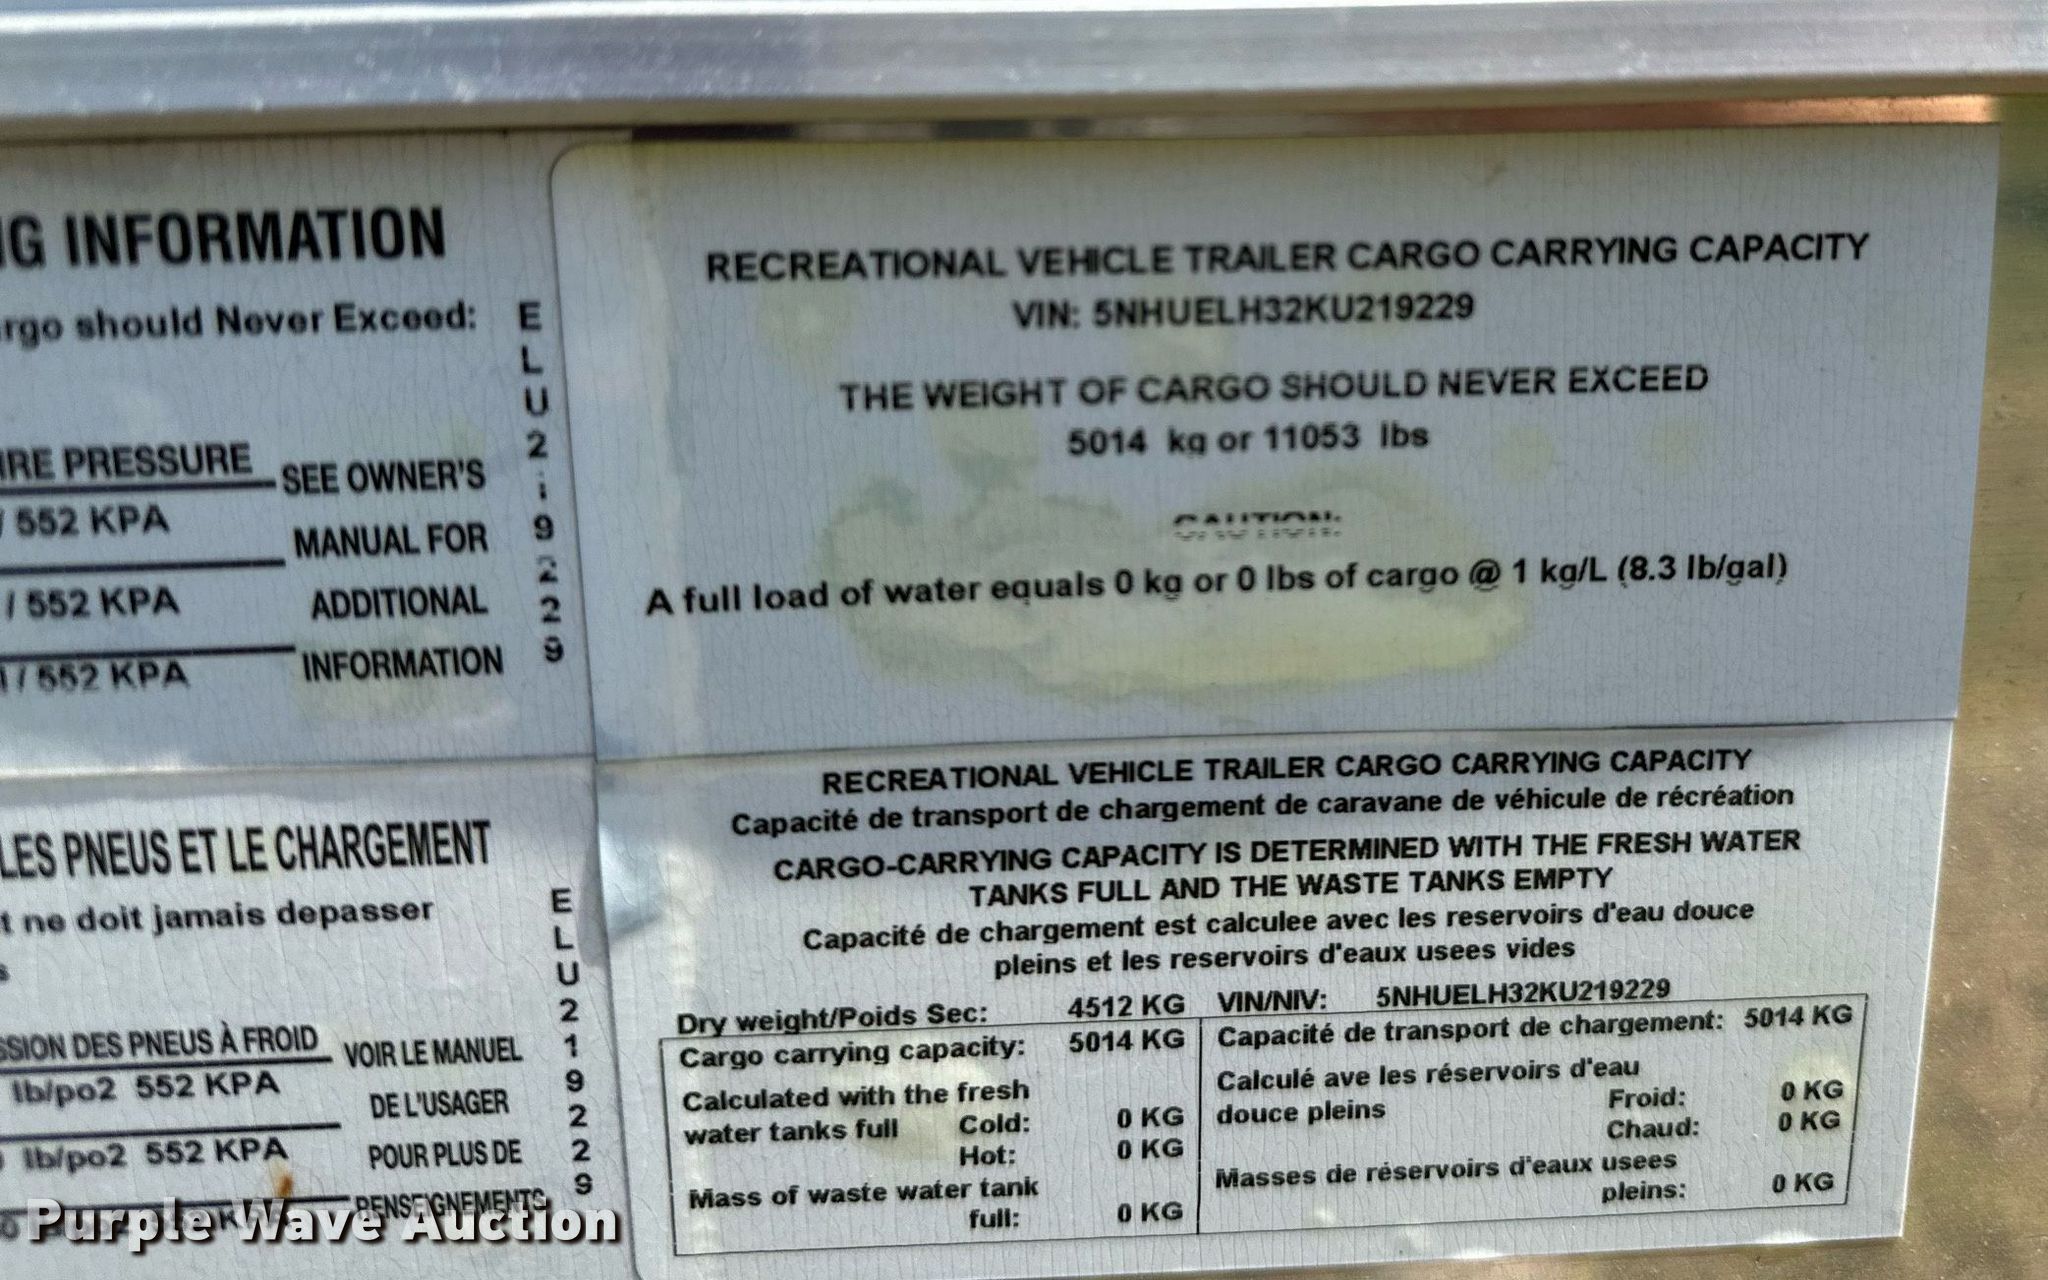 NG INFORMATION
argo should Never Exceed:
IRE PRESSURE
SEE OWNER'S
/ 552 KPA
MANUAL FOR
/ 552 KPA
ADDITIONAL
/ 552 KPA
INFORMATION
E
L
U
2
1
9
2
2
9
RECREATIONAL VEHICLE TRAILER CARGO CARRYING CAPACITY
VIN: 5NHUELH32KU219229
THE WEIGHT OF CARGO SHOULD NEVER EXCEED
5014 kg or 11053 lbs
CAUTION:
A full load of water equals 0 kg or 0 lbs of cargo @ 1 kg/L (8.3 lb/gal)
LES PNEUS ET LE CHARGEMENT
t ne doit jamais depasser
s
SSION DES PNEUS À FROID
VOIR LE MANUEL
lb/po2 552 KPA
DE L'USAGER
lb/po2 552 KPA
POUR PLUS DE
RENSEIGNEMENTS
E
L
U
2
1
9
2
2
9
RECREATIONAL VEHICLE TRAILER CARGO CARRYING CAPACITY
Capacité de transport de chargement de caravane de véhicule de récréation
CARGO-CARRYING CAPACITY IS DETERMINED WITH THE FRESH WATER
TANKS FULL AND THE WASTE TANKS EMPTY
Capacité de chargement est calculee avec les reservoirs d'eau douce
pleins et les reservoirs d'eaux usees vides
Dry weight/Poids Sec: 4512 KG VIN/NIV: 5NHUELH32KU219229
Cargo carrying capacity: 5014 KG
Calculated with the fresh
water tanks full Cold: 0 KG
Hot: 0 KG
Mass of waste water tank
full: 0 KG
Capacité de transport de chargement: 5014 KG
Calculé ave les réservoirs d'eau
douce pleins Froid: 0 KG
Chaud: 0 KG
Masses de réservoirs d'eaux usees
pleins: 0 KG
Purple Wave Auction